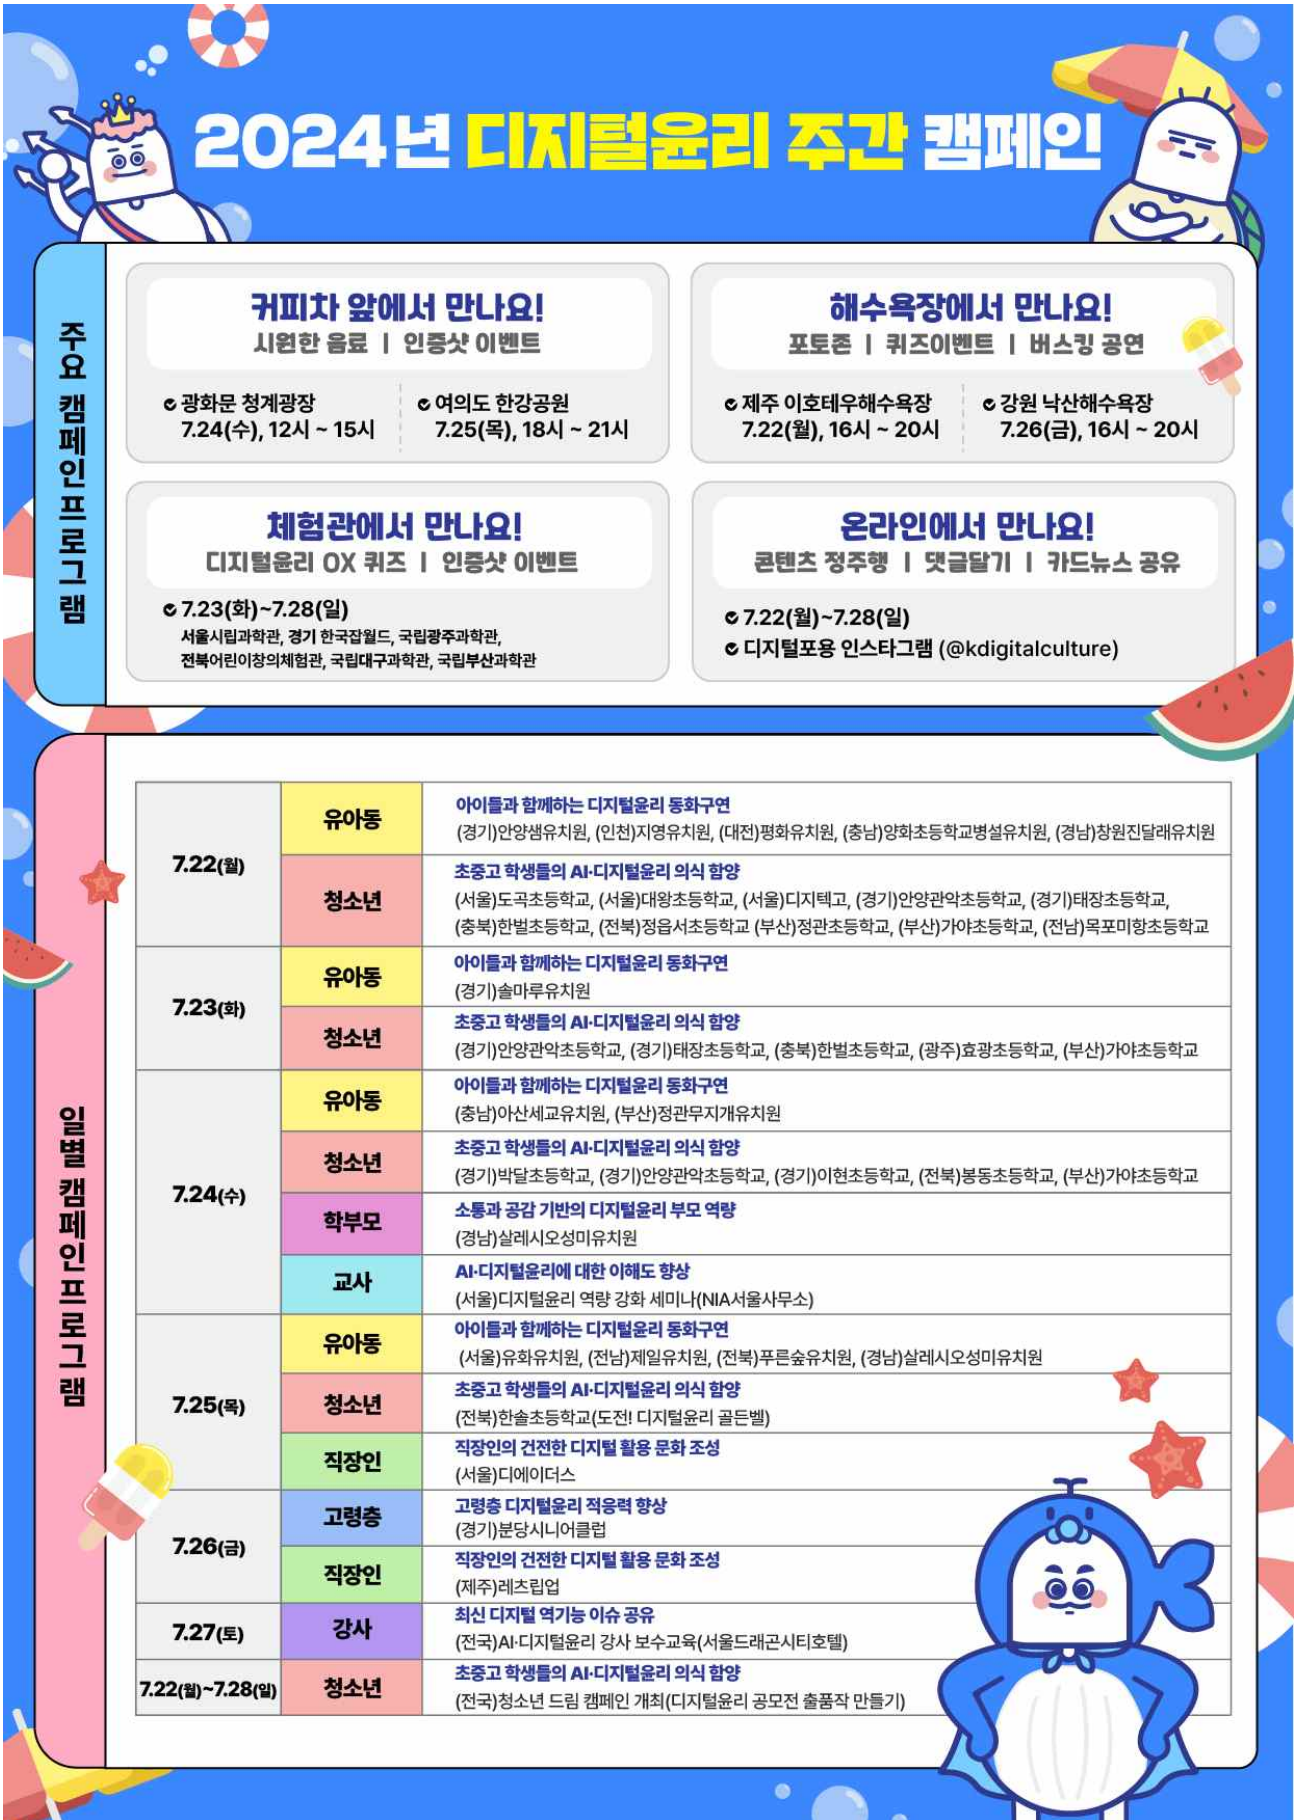 2024년 디지털윤리 주간 캠페인
주요 캠페인프로그램
커피차 앞에서 만나요!
시원한 음료 | 인증샷 이벤트
광화문 청계광장
7.24(수), 12시 ~ 15시
여의도 한강공원
7.25(목), 18시 ~ 21시
해수욕장에서 만나요!
포토존 | 퀴즈이벤트 | 버스킹 공연
제주 이호테우해수욕장
7.22(월), 16시 ~ 20시
강원 낙산해수욕장
7.26(금), 16시 ~ 20시
체험관에서 만나요!
디지털윤리 OX 퀴즈 | 인증샷 이벤트
7.23(화)~7.28(일)
서울시립과학관, 경기 한국잡월드, 국립광주과학관,
전북어린이창의체험관, 국립대구과학관, 국립부산과학관
온라인에서 만나요!
콘텐츠 정주행 | 댓글달기 | 카드뉴스 공유
7.22(월)~7.28(일)
디지털포용 인스타그램 (@kdigitalculture)
일별 캠페인프로그램
7.22(월)
유아동
아이들과 함께하는 디지털윤리 동화구연
(경기)안양샘유치원, (인천)지영유치원, (대전)평화유치원, (충남)양화초등학교병설유치원, (경남)창원진달래유치원
청소년
초중고 학생들의 AI·디지털윤리 의식 함양
(서울)도곡초등학교, (서울)대왕초등학교, (서울)디지텍고, (경기)안양관악초등학교, (경기)태장초등학교,
(충북)한벌초등학교, (전북)정읍서초등학교 (부산)정관초등학교, (부산)가야초등학교, (전남)목포미항초등학교
7.23(화)
유아동
아이들과 함께하는 디지털윤리 동화구연
(경기)솔마루유치원
청소년
초중고 학생들의 AI·디지털윤리 의식 함양
(경기)안양관악초등학교, (경기)태장초등학교, (충북)한벌초등학교, (광주)효광초등학교, (부산)가야초등학교
7.24(수)
유아동
아이들과 함께하는 디지털윤리 동화구연
(충남)아산세교유치원, (부산)정관무지개유치원
청소년
초중고 학생들의 AI·디지털윤리 의식 함양
(경기)박달초등학교, (경기)안양관악초등학교, (경기)이현초등학교, (전북)봉동초등학교, (부산)가야초등학교
학부모
소통과 공감 기반의 디지털윤리 부모 역량
(경남)살레시오성미유치원
교사
AI·디지털윤리에 대한 이해도 향상
(서울)디지털윤리 역량 강화 세미나(NIA서울사무소)
7.25(목)
유아동
아이들과 함께하는 디지털윤리 동화구연
(서울)유화유치원, (전남)제일유치원, (전북)푸른숲유치원, (경남)살레시오성미유치원
청소년
초중고 학생들의 AI·디지털윤리 의식 함양
(전북)한솔초등학교(도전! 디지털윤리 골든벨)
직장인
직장인의 건전한 디지털 활용 문화 조성
(서울)디에이더스
7.26(금)
고령층
고령층 디지털윤리 적응력 향상
(경기)분당시니어클럽
직장인
직장인의 건전한 디지털 활용 문화 조성
(제주)레츠립업
7.27(토)
강사
최신 디지털 역기능 이슈 공유
(전국)AI·디지털윤리 강사 보수교육(서울드래곤시티호텔)
7.22(월)~7.28(일)
청소년
초중고 학생들의 AI·디지털윤리 의식 함양
(전국)청소년 드림 캠페인 개최(디지털윤리 공모전 출품작 만들기)